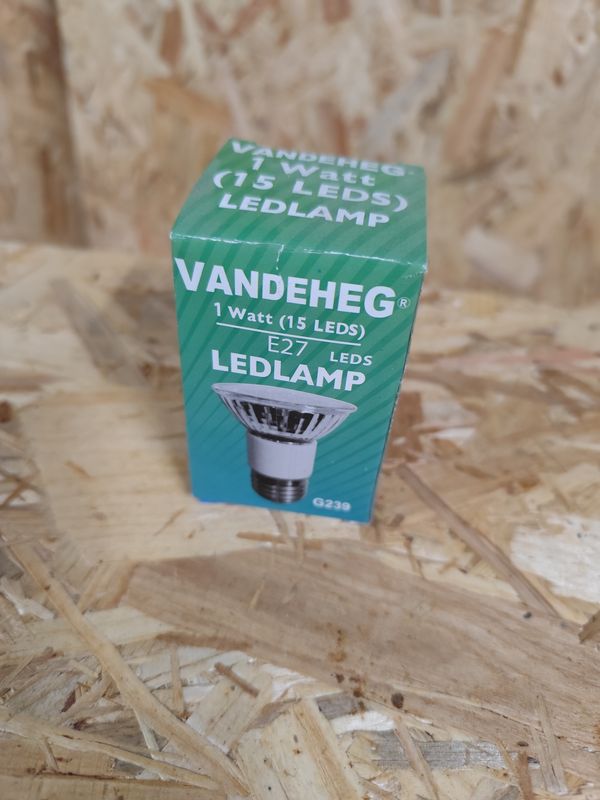 VANDEHEG
1 Watt
(15 LEDS)
LEDLAMP
VANDEHEG®
1 Watt (15 LEDS)
E27 LEDS
LEDLAMP
G239